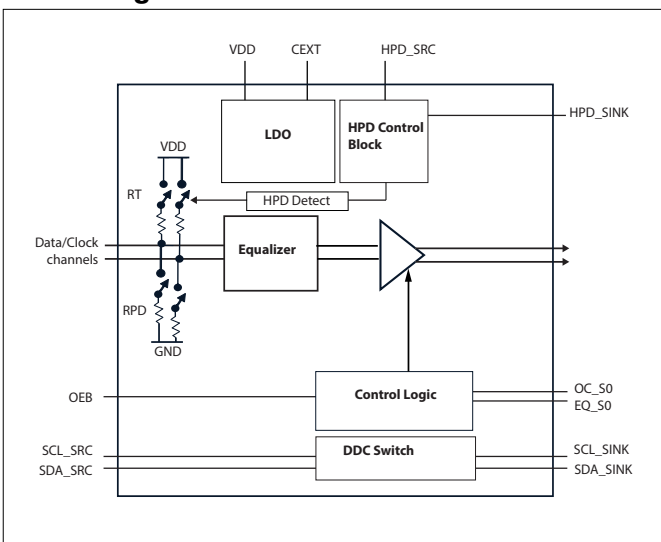 VDD CEXT HPD_SRC
LDO
HPD Control
Block
HPD_SINK
VDD
RT
HPD Detect
Data/Clock
channels
Equalizer
RPD
GND
OEB
Control Logic
OC_S0
EQ_S0
SCL_SRC
SDA_SRC
DDC Switch
SCL_SINK
SDA_SINK